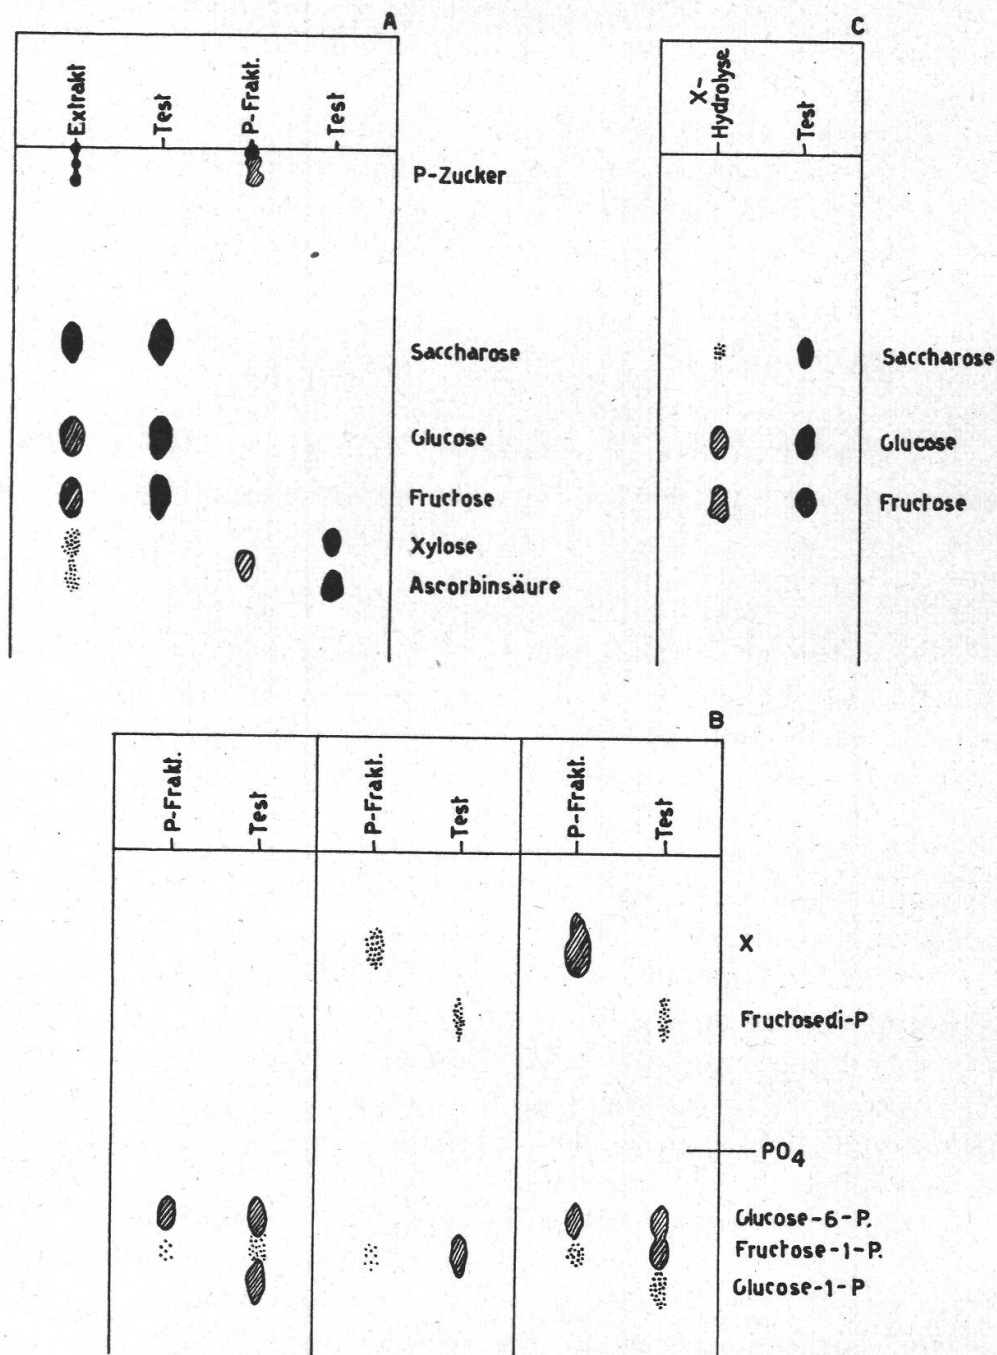 A
Extrakt
Test
P-Frakt.
Test
P-Zucker
Saccharose
Glucose
Fructose
Xylose
Ascorbinsäure
C
X-
Hydrolyse
Test
Saccharose
Glucose
Fructose
B
P-Frakt.
Test
P-Frakt.
Test
P-Frakt.
Test
X
Fructosedi-P
PO4
Glucose-6-P.
Fructose-1-P.
Glucose-1-P